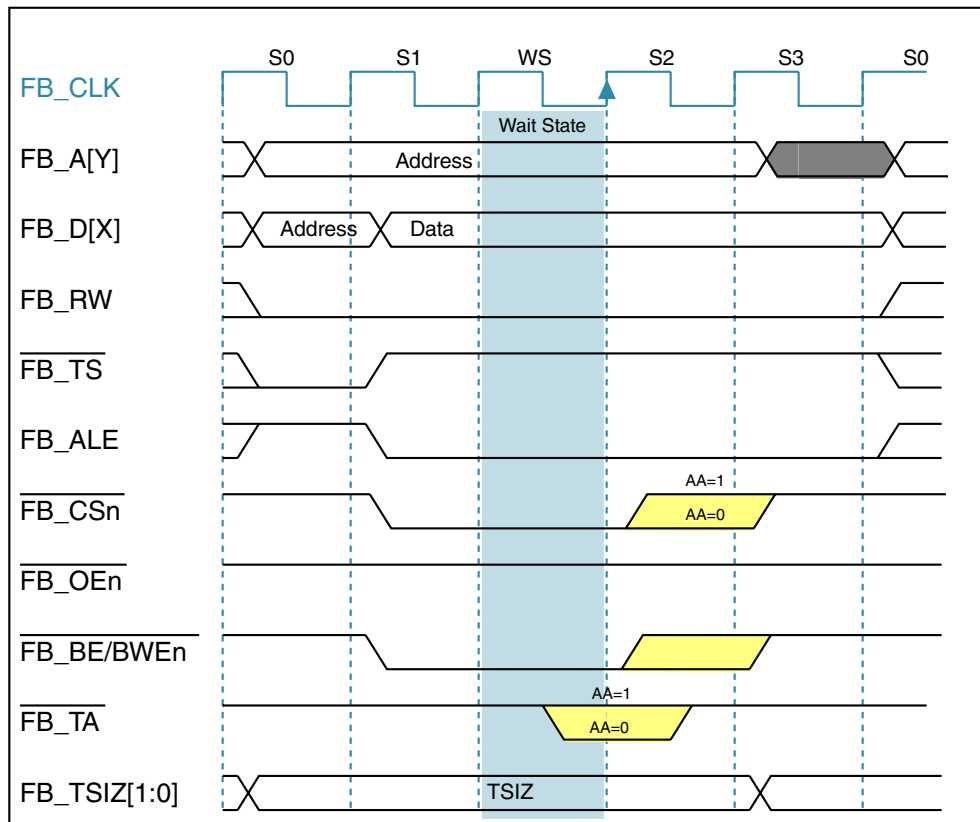 S0 S1 WS S2 S3 S0
FB_CLK
Wait State
FB_A[Y] Address
FB_D[X] Address Data
FB_RW
FB_TS
FB_ALE
AA=1
FB_CSn AA=0
FB_OEn
FB_BE/BWEn
AA=1
FB_TA AA=0
FB_TSIZ[1:0] TSIZ